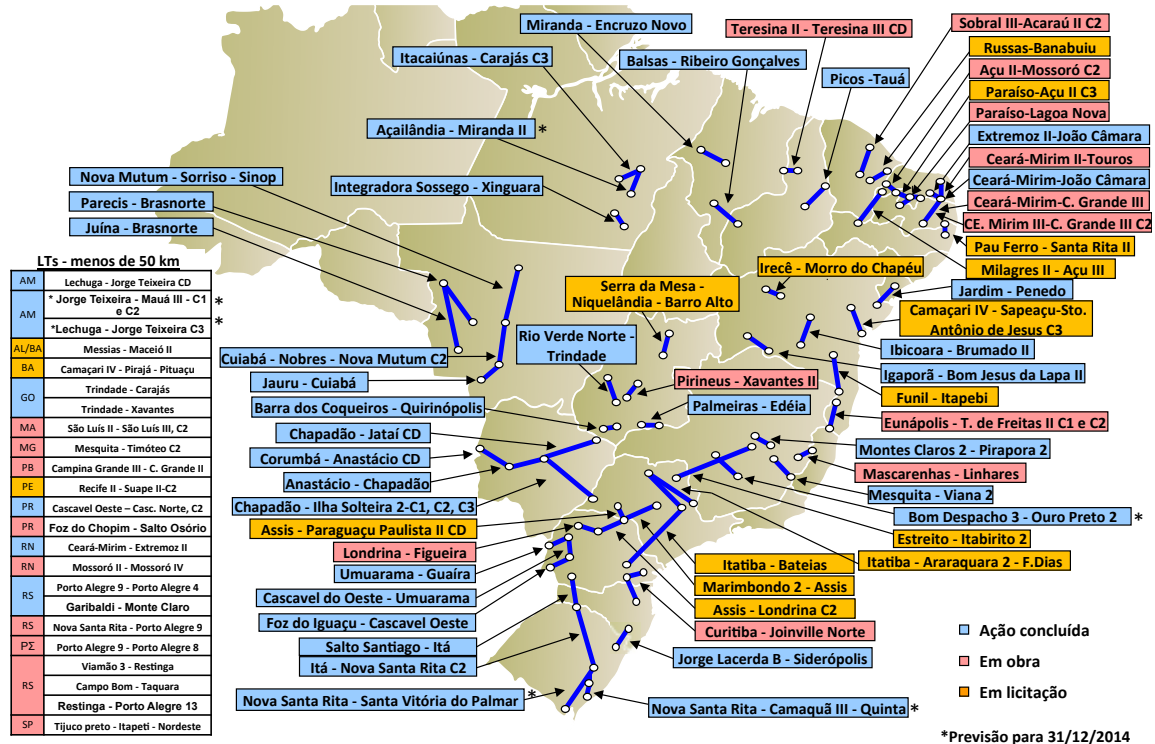 Miranda - Encruzo Novo
Teresina II - Teresina III CD
Sobral III-Acaraú II C2
Itacaiúnas - Carajás C3
Balsas - Ribeiro Gonçalves
Russas-Banabuiu
Picos -Tauá
Açu II-Mossoró C2
Paraíso-Açu II C3
Paraíso-Lagoa Nova
Açailândia - Miranda II *
Extremoz II-João Câmara
Ceará-Mirim II-Touros
Nova Mutum - Sorriso - Sinop
Integradora Sossego - Xinguara
Ceará-Mirim-João Câmara
Parecis - Brasnorte
Ceará-Mirim-C. Grande III
Juína - Brasnorte
CE. Mirim III-C. Grande III C2
Pau Ferro - Santa Rita II
Milagres II - Açu III
Irecê - Morro do Chapéu
Serra da Mesa -
Niquelândia - Barro Alto
Jardim - Penedo
Camaçari IV - Sapeaçu-Sto.
Antônio de Jesus C3
Rio Verde Norte -
Trindade
Ibicoara - Brumado II
Cuiabá - Nobres - Nova Mutum C2
Igaporã - Bom Jesus da Lapa II
Jauru - Cuiabá
Pirineus - Xavantes II
Funil - Itapebi
Barra dos Coqueiros - Quirinópolis
Palmeiras - Edéia
Eunápolis - T. de Freitas II C1 e C2
Chapadão - Jataí CD
Montes Claros 2 - Pirapora 2
Corumbá - Anastácio CD
Mascarenhas - Linhares
Anastácio - Chapadão
Mesquita - Viana 2
Chapadão - Ilha Solteira 2-C1, C2, C3
Bom Despacho 3 - Ouro Preto 2 *
Assis - Paraguaçu Paulista II CD
Estreito - Itabirito 2
Londrina - Figueira
Itatiba - Bateias
Itatiba - Araraquara 2 - F.Dias
Umuarama - Guaíra
Marimbondo 2 - Assis
Cascavel do Oeste - Umuarama
Assis - Londrina C2
Foz do Iguaçu - Cascavel Oeste
Curitiba - Joinville Norte
Salto Santiago - Itá
Jorge Lacerda B - Siderópolis
Itá - Nova Santa Rita C2
Nova Santa Rita - Santa Vitória do Palmar *
Nova Santa Rita - Camaquã III - Quinta *
LTs - menos de 50 km
AM Lechuga - Jorge Teixeira CD
AM * Jorge Teixeira - Mauá III - C1 *
e C2
*Lechuga - Jorge Teixeira C3 *
AL/BA Messias - Maceió II
BA Camaçari IV - Pirajá - Pituaçu
GO Trindade - Carajás
Trindade - Xavantes
MA São Luís II - São Luís III, C2
MG Mesquita - Timóteo C2
PB Campina Grande III - C. Grande II
PE Recife II - Suape II-C2
PR Cascavel Oeste – Casc. Norte, C2
PR Foz do Chopim - Salto Osório
RN Ceará-Mirim - Extremoz II
RN Mossoró II - Mossoró IV
RS Porto Alegre 9 - Porto Alegre 4
Garibaldi - Monte Claro
RS Nova Santa Rita - Porto Alegre 9
PΣ Porto Alegre 9 - Porto Alegre 8
RS Viamão 3 - Restinga
Campo Bom - Taquara
Restinga - Porto Alegre 13
SP Tijuco preto - Itapeti - Nordeste
Ação concluída
Em obra
Em licitação
*Previsão para 31/12/2014